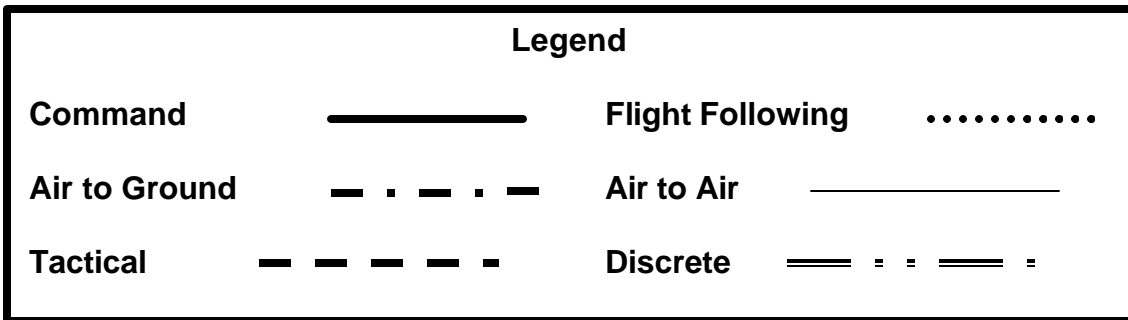 Legend
Command Flight Following
Air to Ground Air to Air
Tactical Discrete